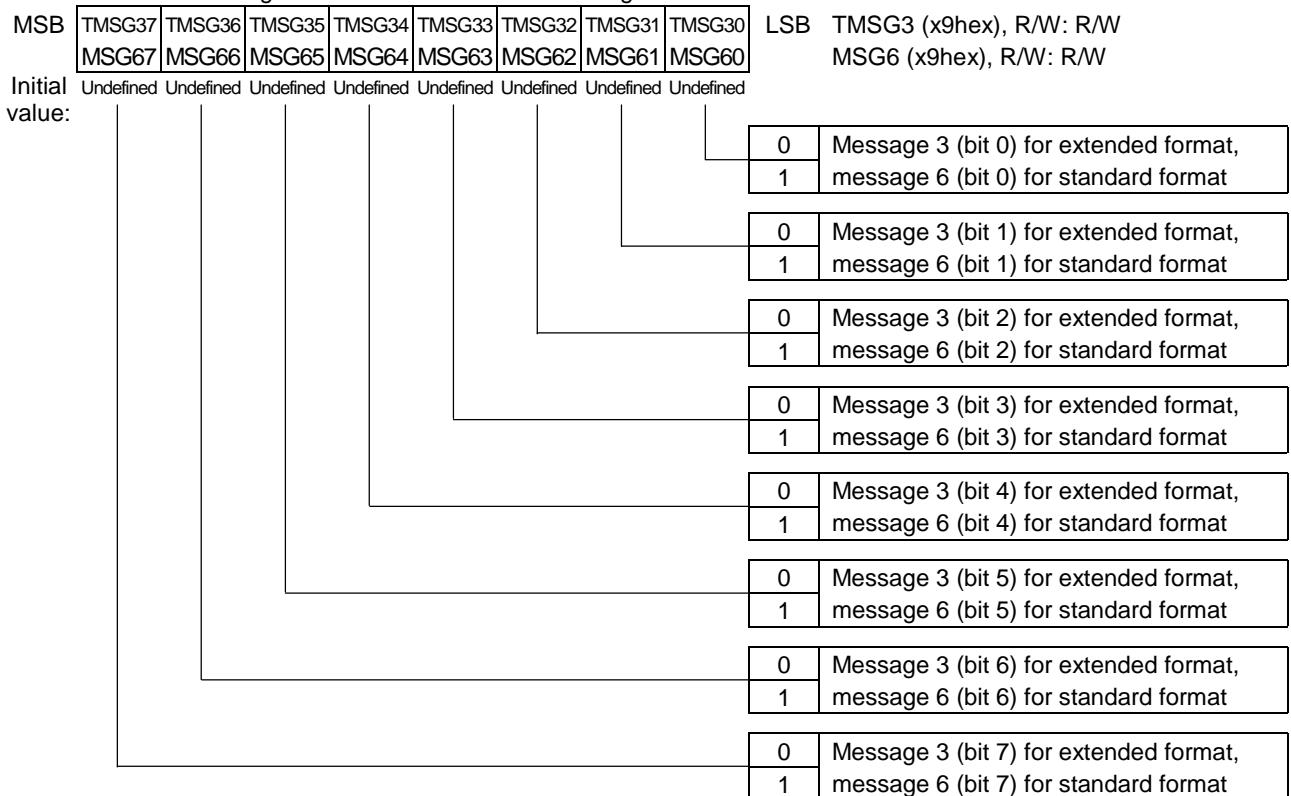 MSB TMSG37 TMSG36 TMSG35 TMSG34 TMSG33 TMSG32 TMSG31 TMSG30 LSB TMSG3 (x9hex), R/W: R/W
MSG67 MSG66 MSG65 MSG64 MSG63 MSG62 MSG61 MSG60 MSG6 (x9hex), R/W: R/W
Initial Undefined Undefined Undefined Undefined Undefined Undefined Undefined Undefined
value:
0 Message 3 (bit 0) for extended format,
1 message 6 (bit 0) for standard format
0 Message 3 (bit 1) for extended format,
1 message 6 (bit 1) for standard format
0 Message 3 (bit 2) for extended format,
1 message 6 (bit 2) for standard format
0 Message 3 (bit 3) for extended format,
1 message 6 (bit 3) for standard format
0 Message 3 (bit 4) for extended format,
1 message 6 (bit 4) for standard format
0 Message 3 (bit 5) for extended format,
1 message 6 (bit 5) for standard format
0 Message 3 (bit 6) for extended format,
1 message 6 (bit 6) for standard format
0 Message 3 (bit 7) for extended format,
1 message 6 (bit 7) for standard format